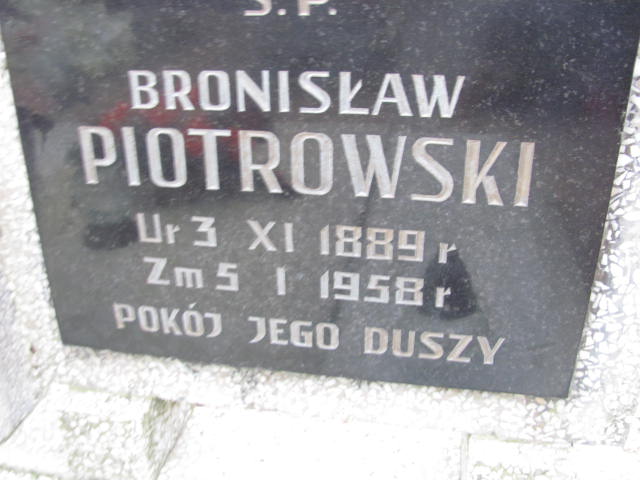 Ś.P.
BRONISŁAW
PIOTROWSKI
Ur 3 XI 1889 r
Zm 5 I 1958 r
POKÓJ JEGO DUSZY